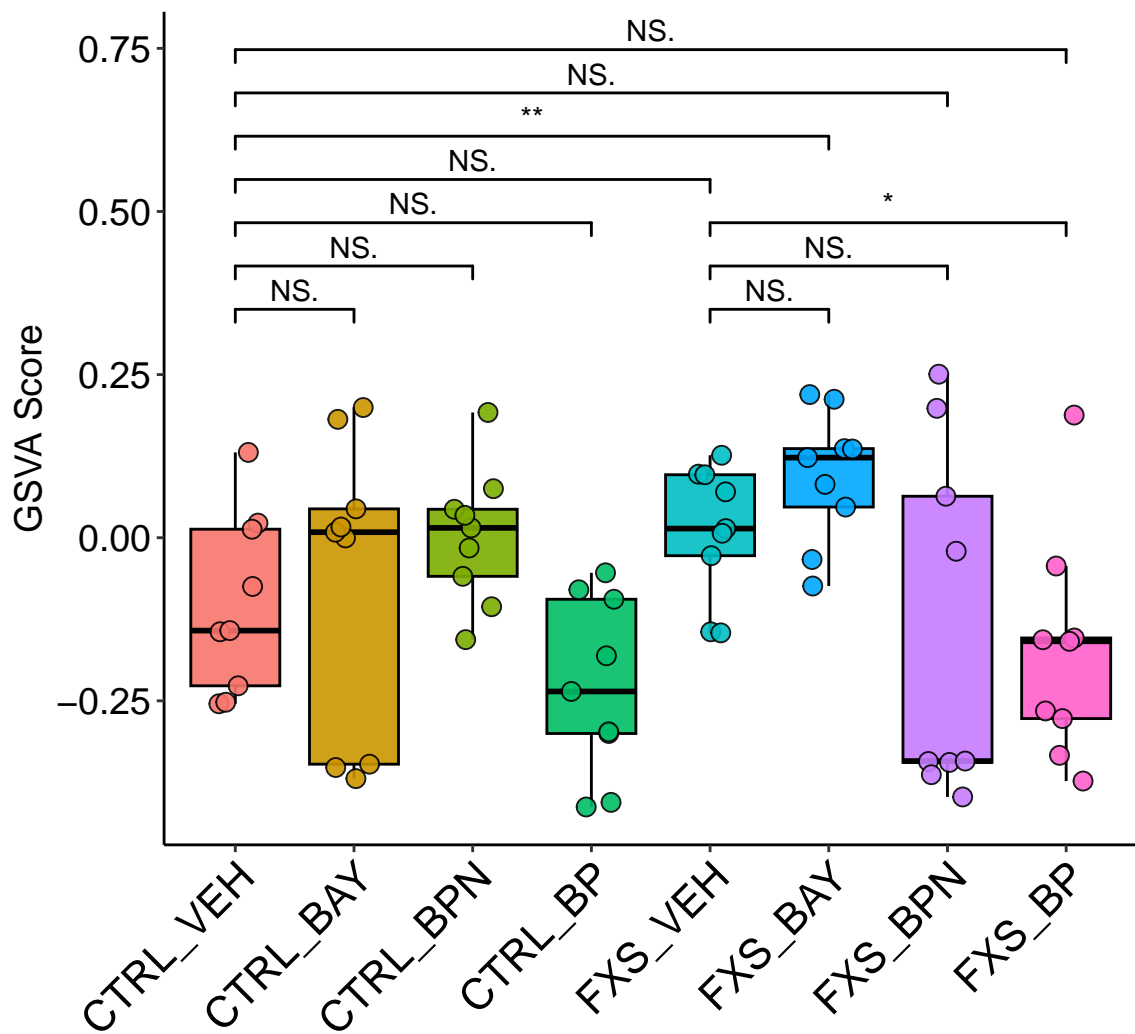 0.75
0.50
0.25
0.00
−0.25
GSVA Score
NS.
NS.
**
NS.
NS.
*
NS.
NS.
NS.
NS.
CTRL_VEH
CTRL_BAY
CTRL_BPN
CTRL_BP
FXS_VEH
FXS_BAY
FXS_BPN
FXS_BP